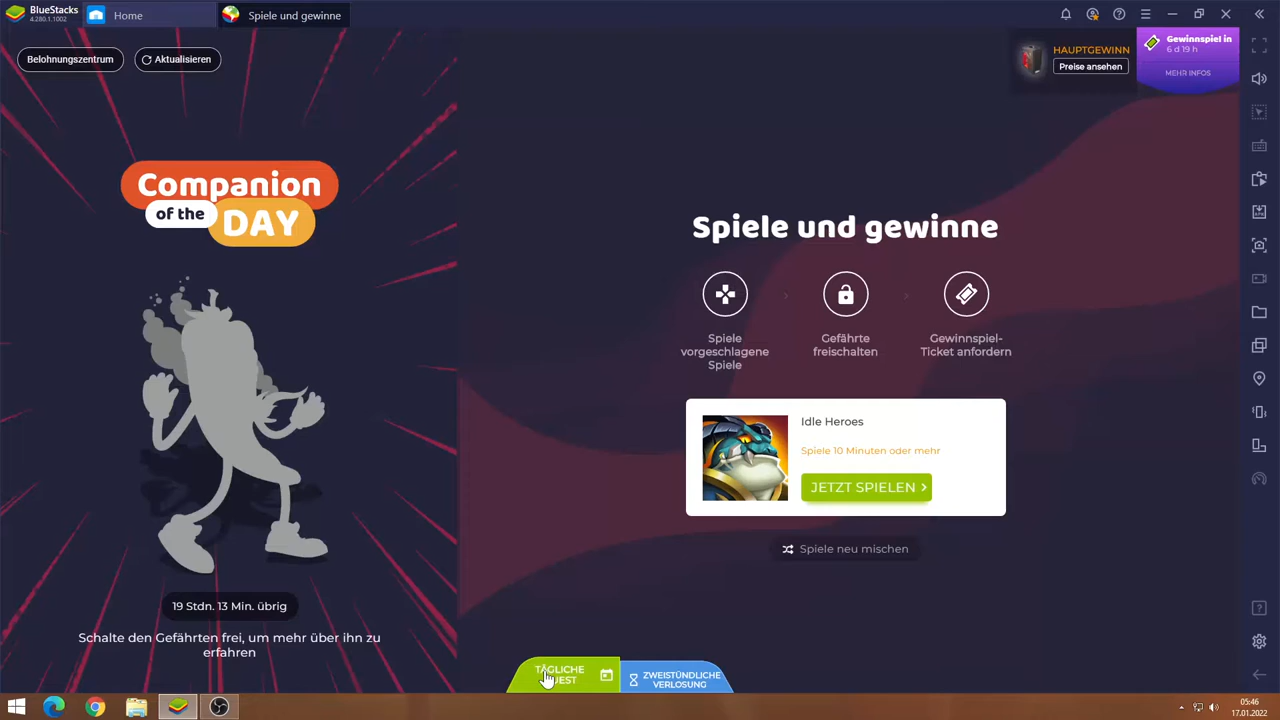 BlueStacks
4.280.1.1002
Home
Spiele und gewinne
Belohnungszentrum
Aktualisieren
HAUPTGEWINN
Preise ansehen
Gewinnspiel in
6 d 19 h
MEHR INFOS
Companion
of the
DAY
Spiele und gewinne
Spiele
vorgeschlagene
Spiele
Gefährte
freischalten
Gewinnspiel-
Ticket anfordern
Idle Heroes
Spiele 10 Minuten oder mehr
JETZT SPIELEN
Spiele neu mischen
19 Stdn. 13 Min. übrig
Schalte den Gefährten frei, um mehr über ihn zu
erfahren
TÄGLICHE
ZWEISTÜNDLICHE
VERLOSUNG
05:46
17.01.2022